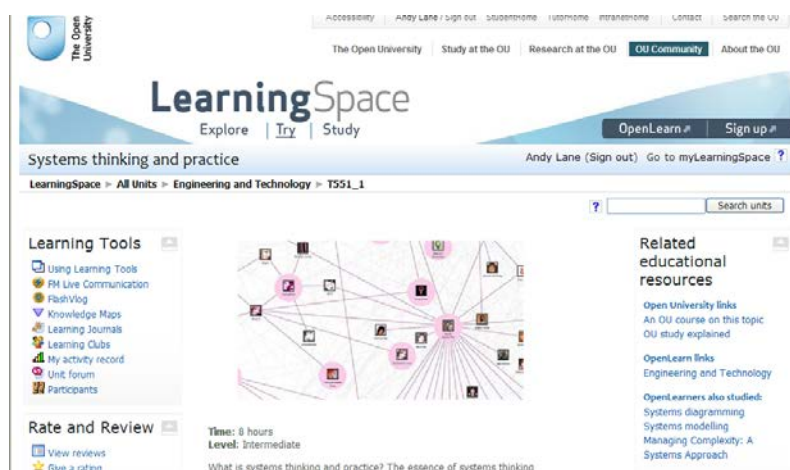 Accessibility Andy Lane / Sign out StudentHome TutorHome IntranetHome Contact Search the OU
The Open University
The Open University Study at the OU Research at the OU OU Community About the OU
LearningSpace
Explore | Try | Study
OpenLearn Sign up
Systems thinking and practice
Andy Lane (Sign out) Go to myLearningSpace ?
LearningSpace ► All Units ► Engineering and Technology ► T551_1
? Search units
Learning Tools
Using Learning Tools
FM Live Communication
FlashVlog
Knowledge Maps
Learning Journals
Learning Clubs
My activity record
Unit forum
Participants
Rate and Review
View reviews
Give a rating
Time: 8 hours
Level: Intermediate
What is systems thinking and practice? The essence of systems thinking
Related
educational
resources
Open University links
An OU course on this topic
OU study explained
OpenLearn links
Engineering and Technology
OpenLearners also studied:
Systems diagramming
Systems modelling
Managing Complexity: A
Systems Approach